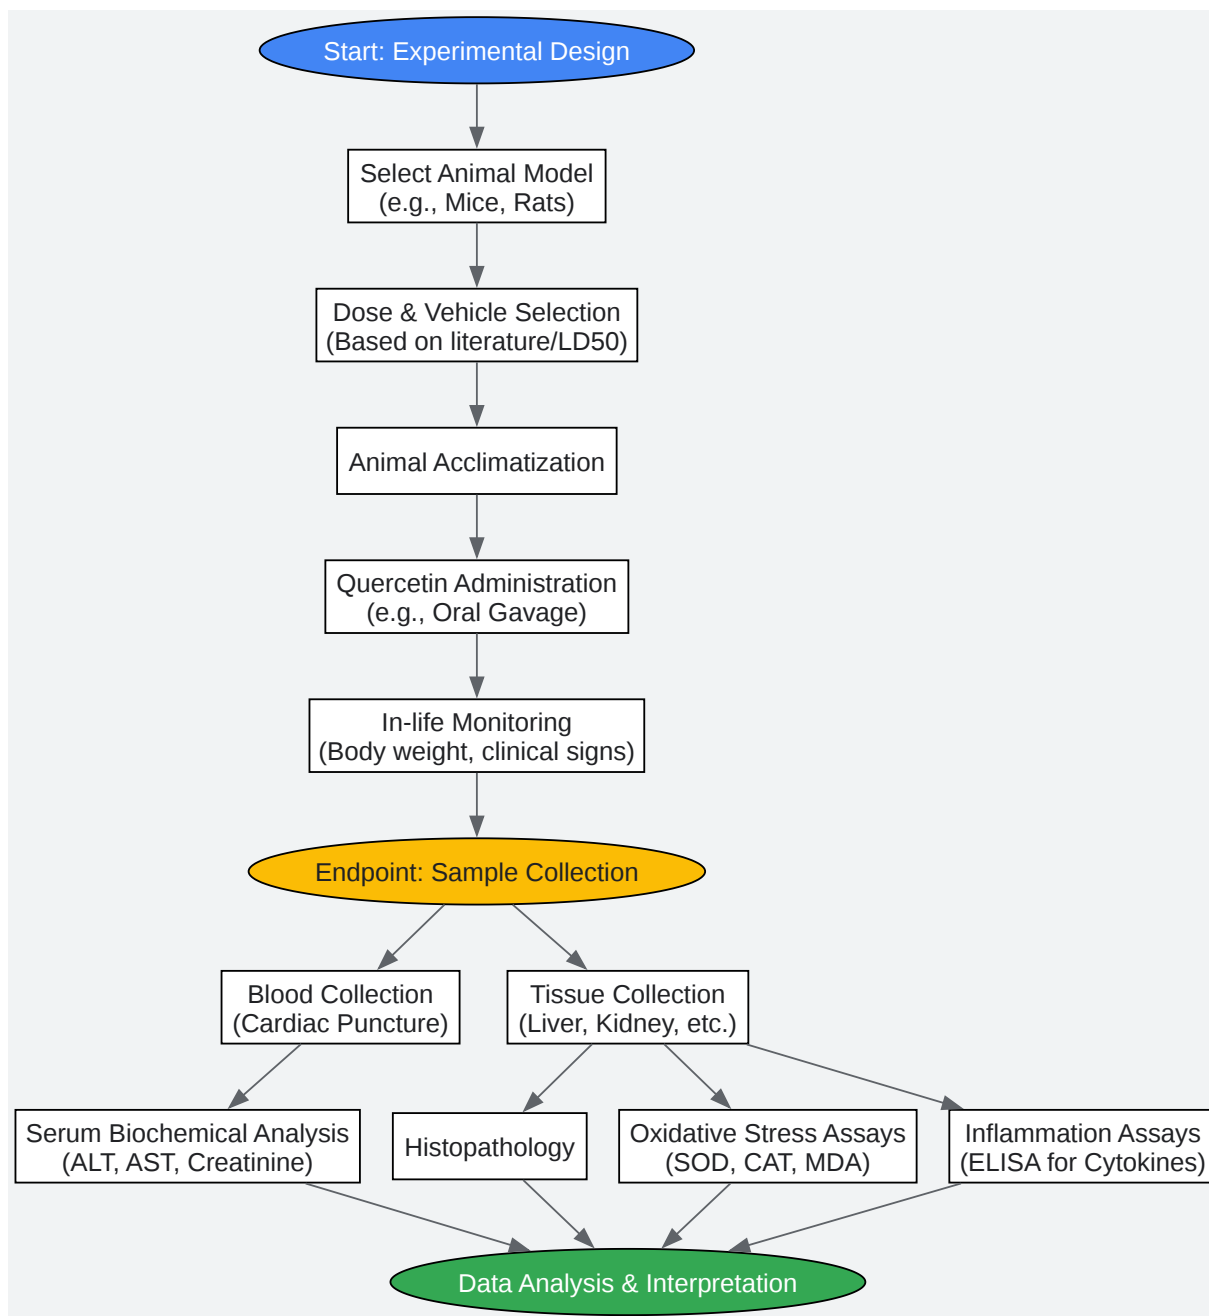 Start: Experimental Design
Select Animal Model
(e.g., Mice, Rats)
Dose & Vehicle Selection
(Based on literature/LD50)
Animal Acclimatization
Quercetin Administration
(e.g., Oral Gavage)
In-life Monitoring
(Body weight, clinical signs)
Endpoint: Sample Collection
Blood Collection
(Cardiac Puncture)
Tissue Collection
(Liver, Kidney, etc.)
Serum Biochemical Analysis
(ALT, AST, Creatinine)
Histopathology
Oxidative Stress Assays
(SOD, CAT, MDA)
Inflammation Assays
(ELISA for Cytokines)
Data Analysis & Interpretation